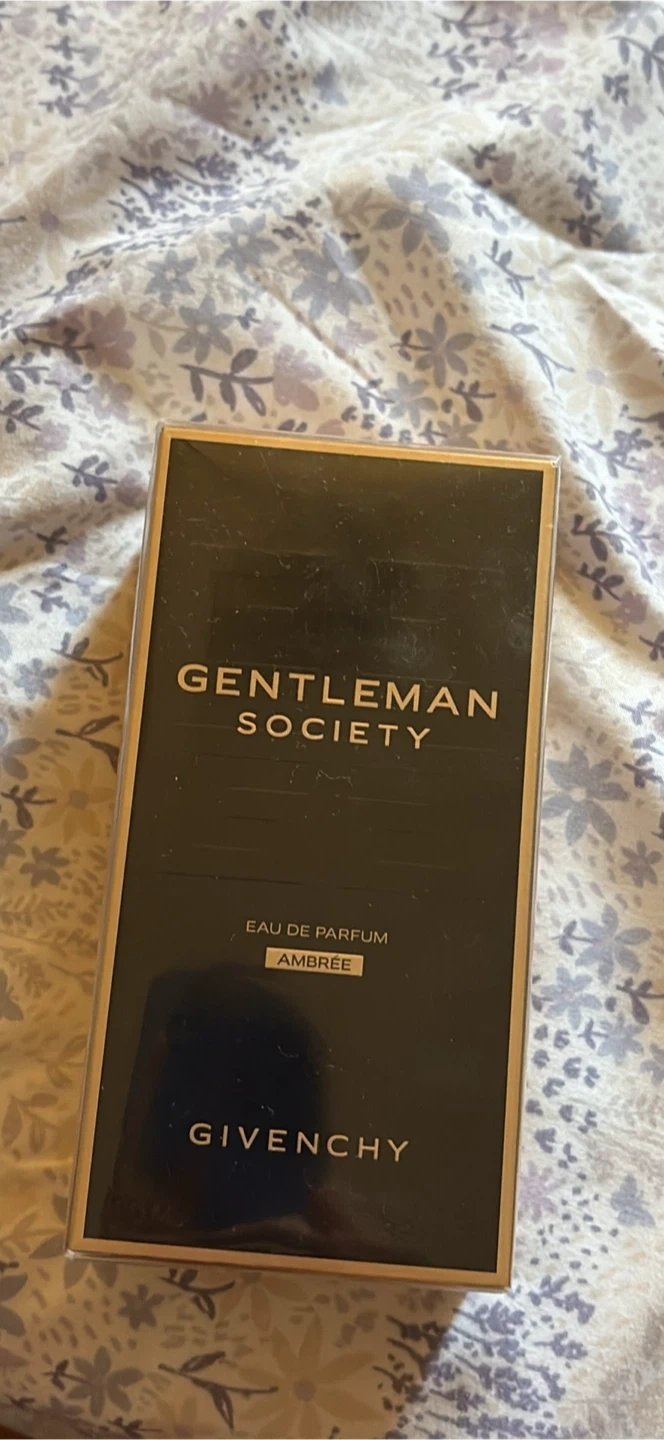 GENTLEMAN
SOCIETY
EAU DE PARFUM
AMBRÉE
GIVENCHY